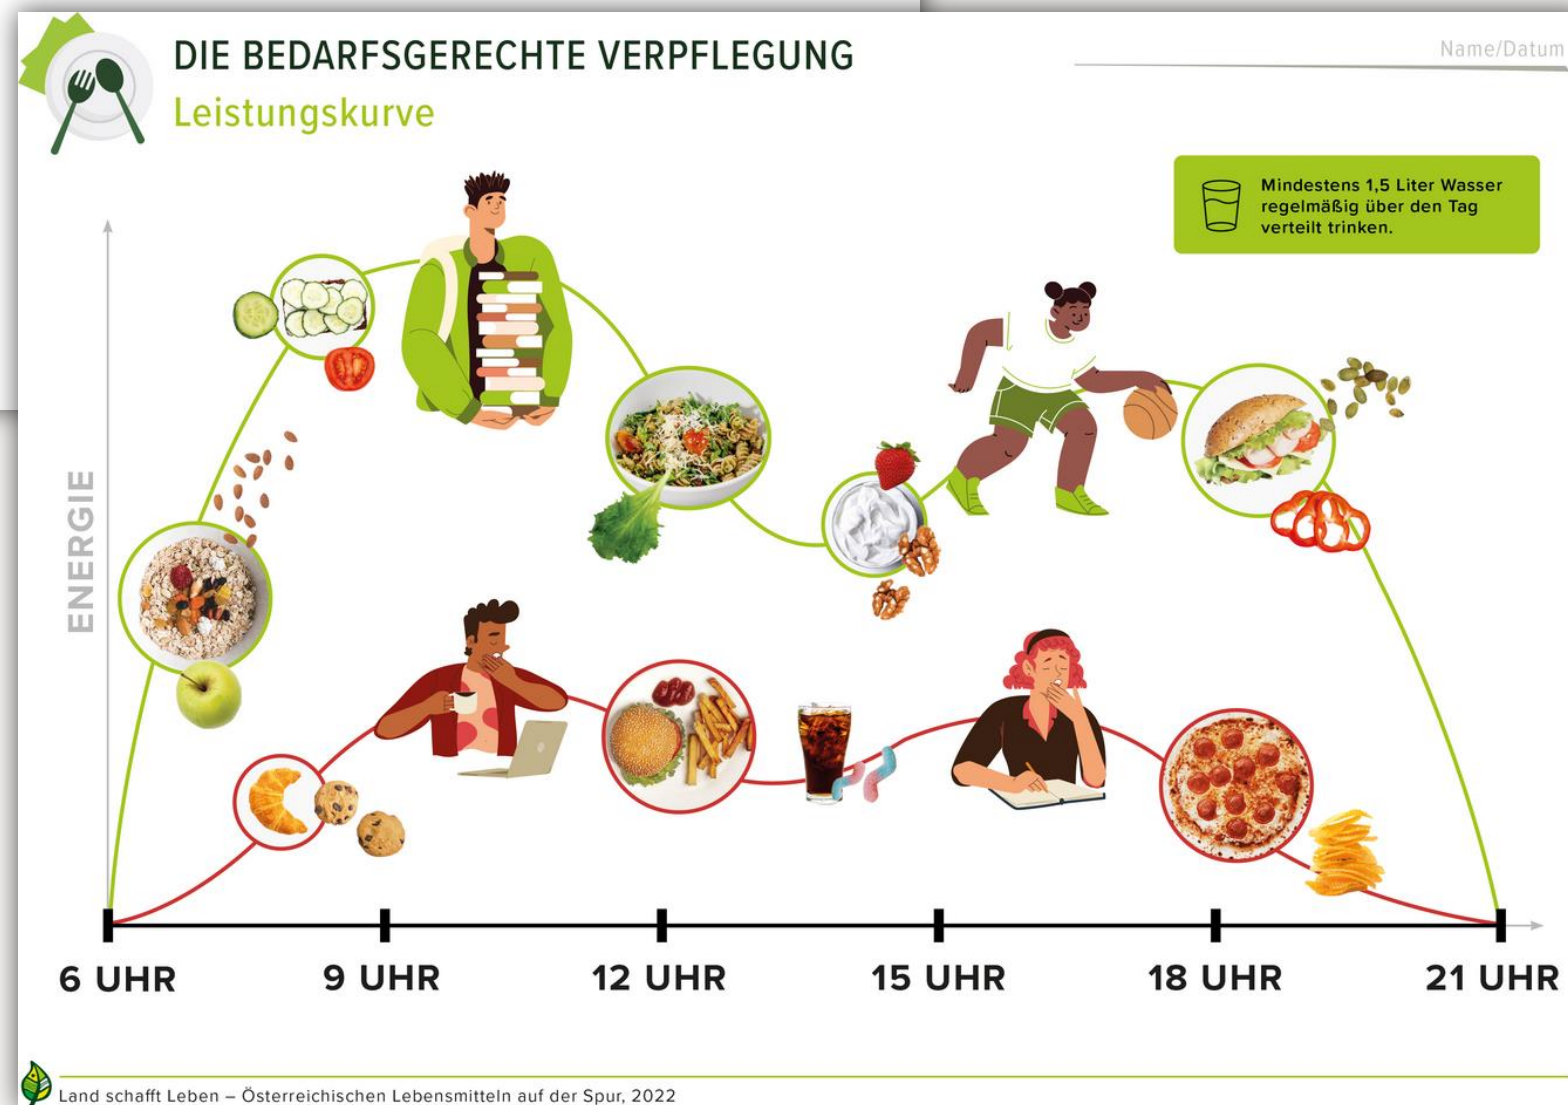 DIE BEDARFSGERECHTE VERPFLEGUNG
Leistungskurve
Name/Datum
Mindestens 1,5 Liter Wasser
regelmäßig über den Tag
verteilt trinken.
ENERGIE
6 UHR
9 UHR
12 UHR
15 UHR
18 UHR
21 UHR
Land schafft Leben – Österreichischen Lebensmitteln auf der Spur, 2022